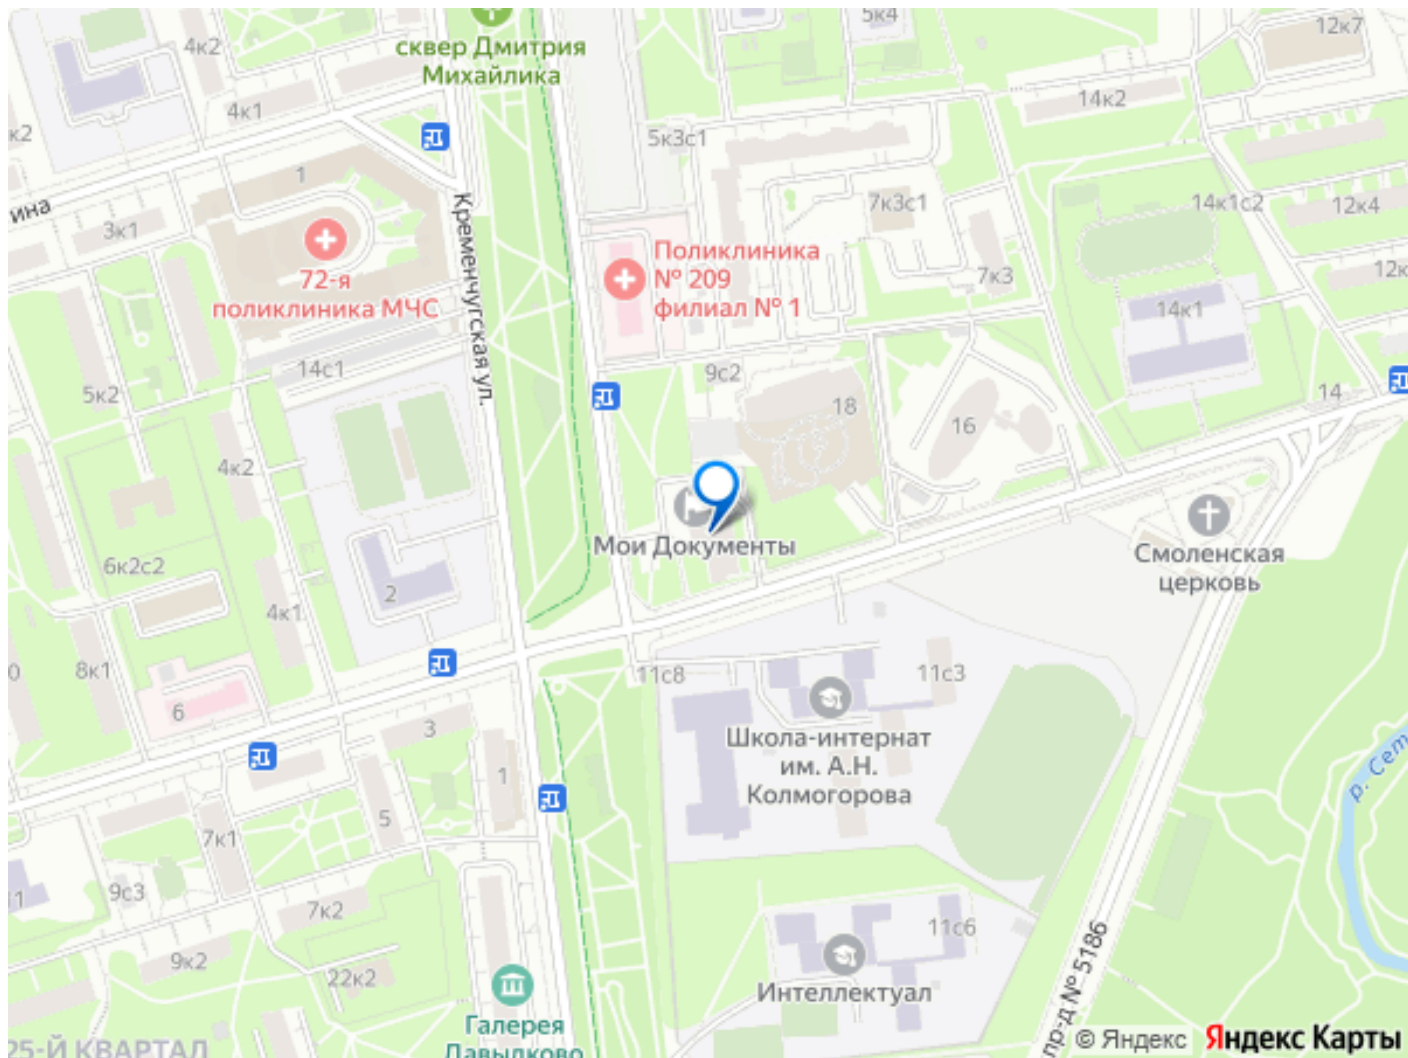 5к4
12к7
4к2
сквер Дмитрия
Михайлика
14к2
4к1
к2
5к3с1
1
7к3с1
14к1с2
12к4
ина
3к1
Кременчугская ул.
Поликлиника
№ 209
филиал № 1
72-я
поликлиника МЧС
7к3
12к
14к1
14с1
9с2
5к2
18
14
16
4к2
Мои Документы
Смоленская
церковь
6к2с2
2
4к1
0
8к1
11с8
11с3
6
3
Школа-интернат
им. А.Н.
Колмогорова
р. Сет
1
5
7к1
9с3
1
7к2
11с6
9к2
22к2
Интеллектуал
пр-д № 5186
Галерея
Давыдково
25-Й КВАРТАЛ
© Яндекс Яндекс Карты